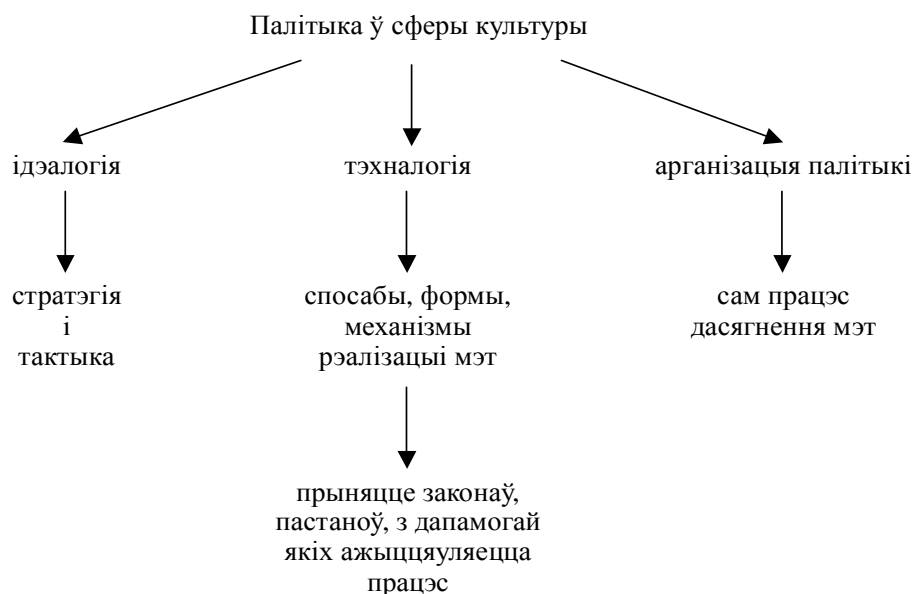 Палітыка ў сферы культуры
ідэалогія
тэхналогія
арганізацыя палітыкі
стратэгія
і
тактыка
спосабы, формы,
механізмы
рэалізацыі мэт
сам працэс
дасягнення мэт
прыняцце законаў,
пастаноў, з дапамогай
якіх ажыццяуляецца
працэс